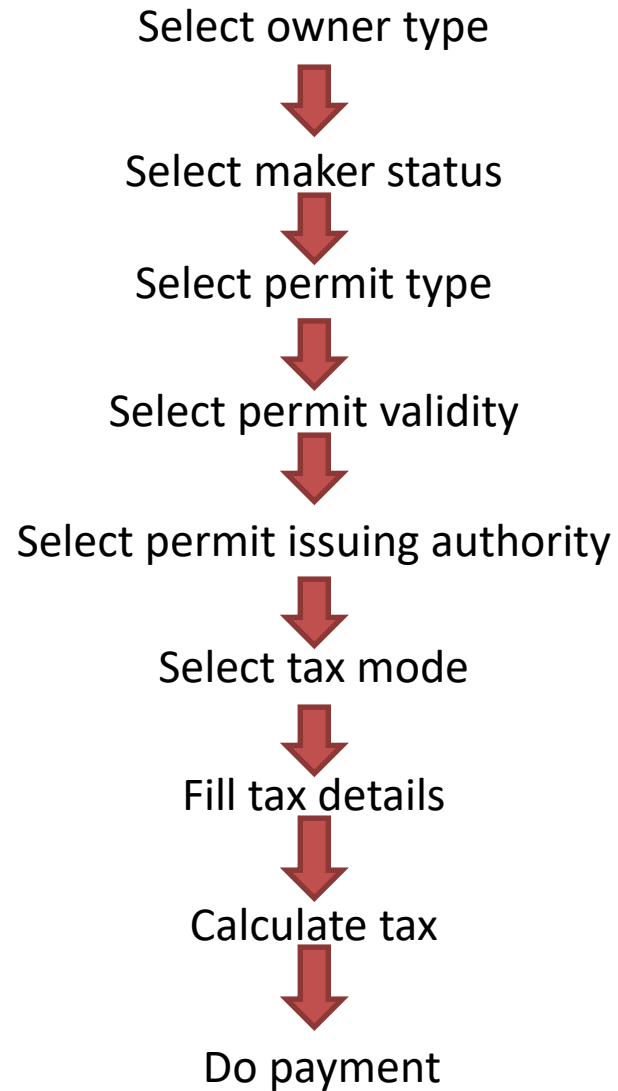 Select owner type
Select maker status
Select permit type
Select permit validity
Select permit issuing authority
Select tax mode
Fill tax details
Calculate tax
Do payment